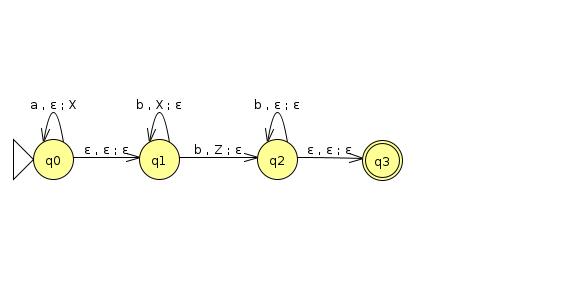 a , ε ; X
b , X ; ε
b , ε ; ε
ε , ε ; ε
b , Z ; ε
ε , ε ; ε
q0
q1
q2
q3